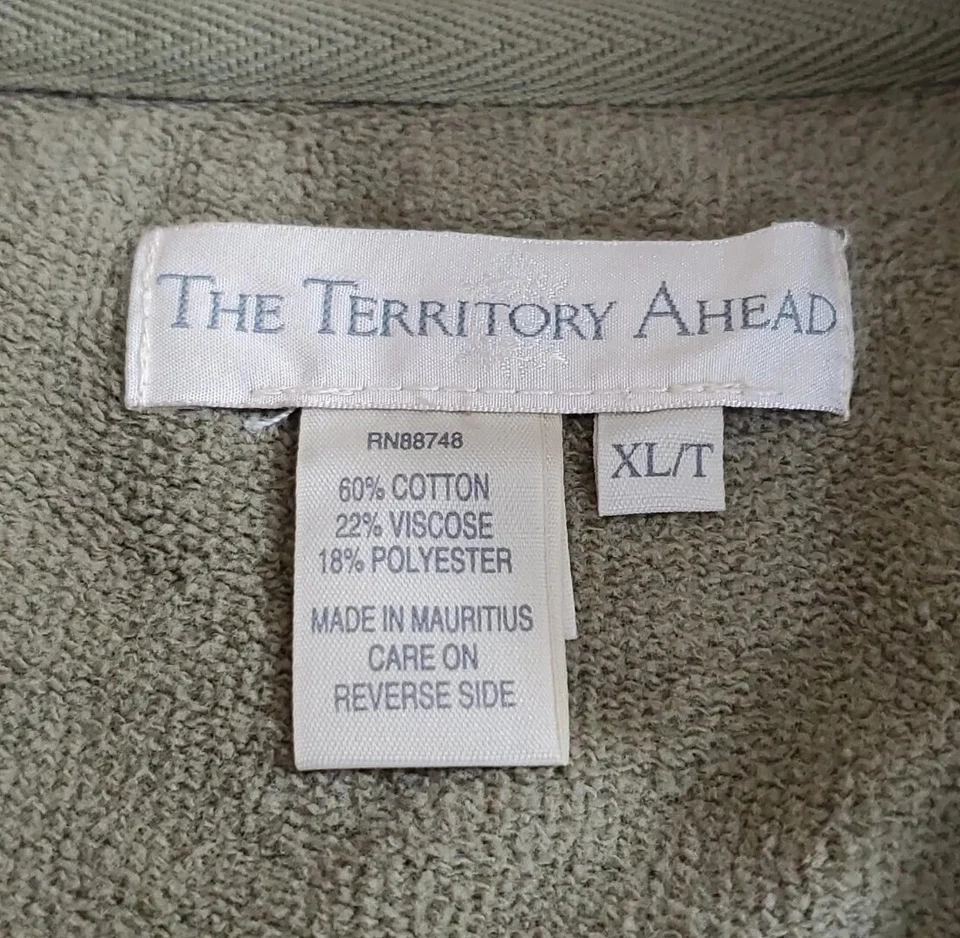 THE TERRITORY AHEAD
RN88748
60% COTTON
22% VISCOSE
18% POLYESTER
MADE IN MAURITIUS
CARE ON
REVERSE SIDE
XL/T